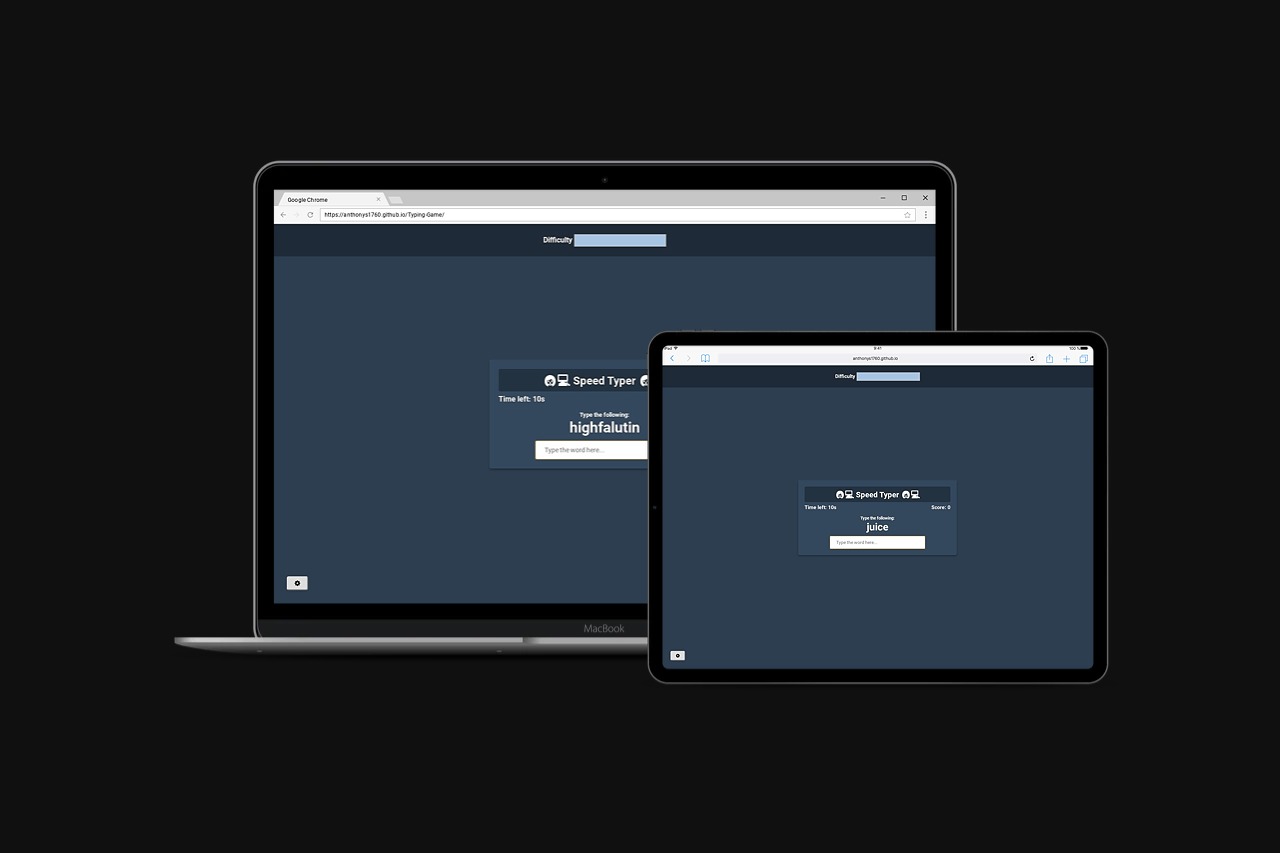 Google Chrome
https://anthonys1760.github.io/Typing-Game/
Difficulty
Speed Typer
Time left: 10s
Type the following:
highfalutin
Type the word here...
MacBook
iPad
9:41
100%
anthonys1760.github.io
Difficulty
Speed Typer
Time left: 10s
Score: 0
Type the following:
juice
Type the word here...